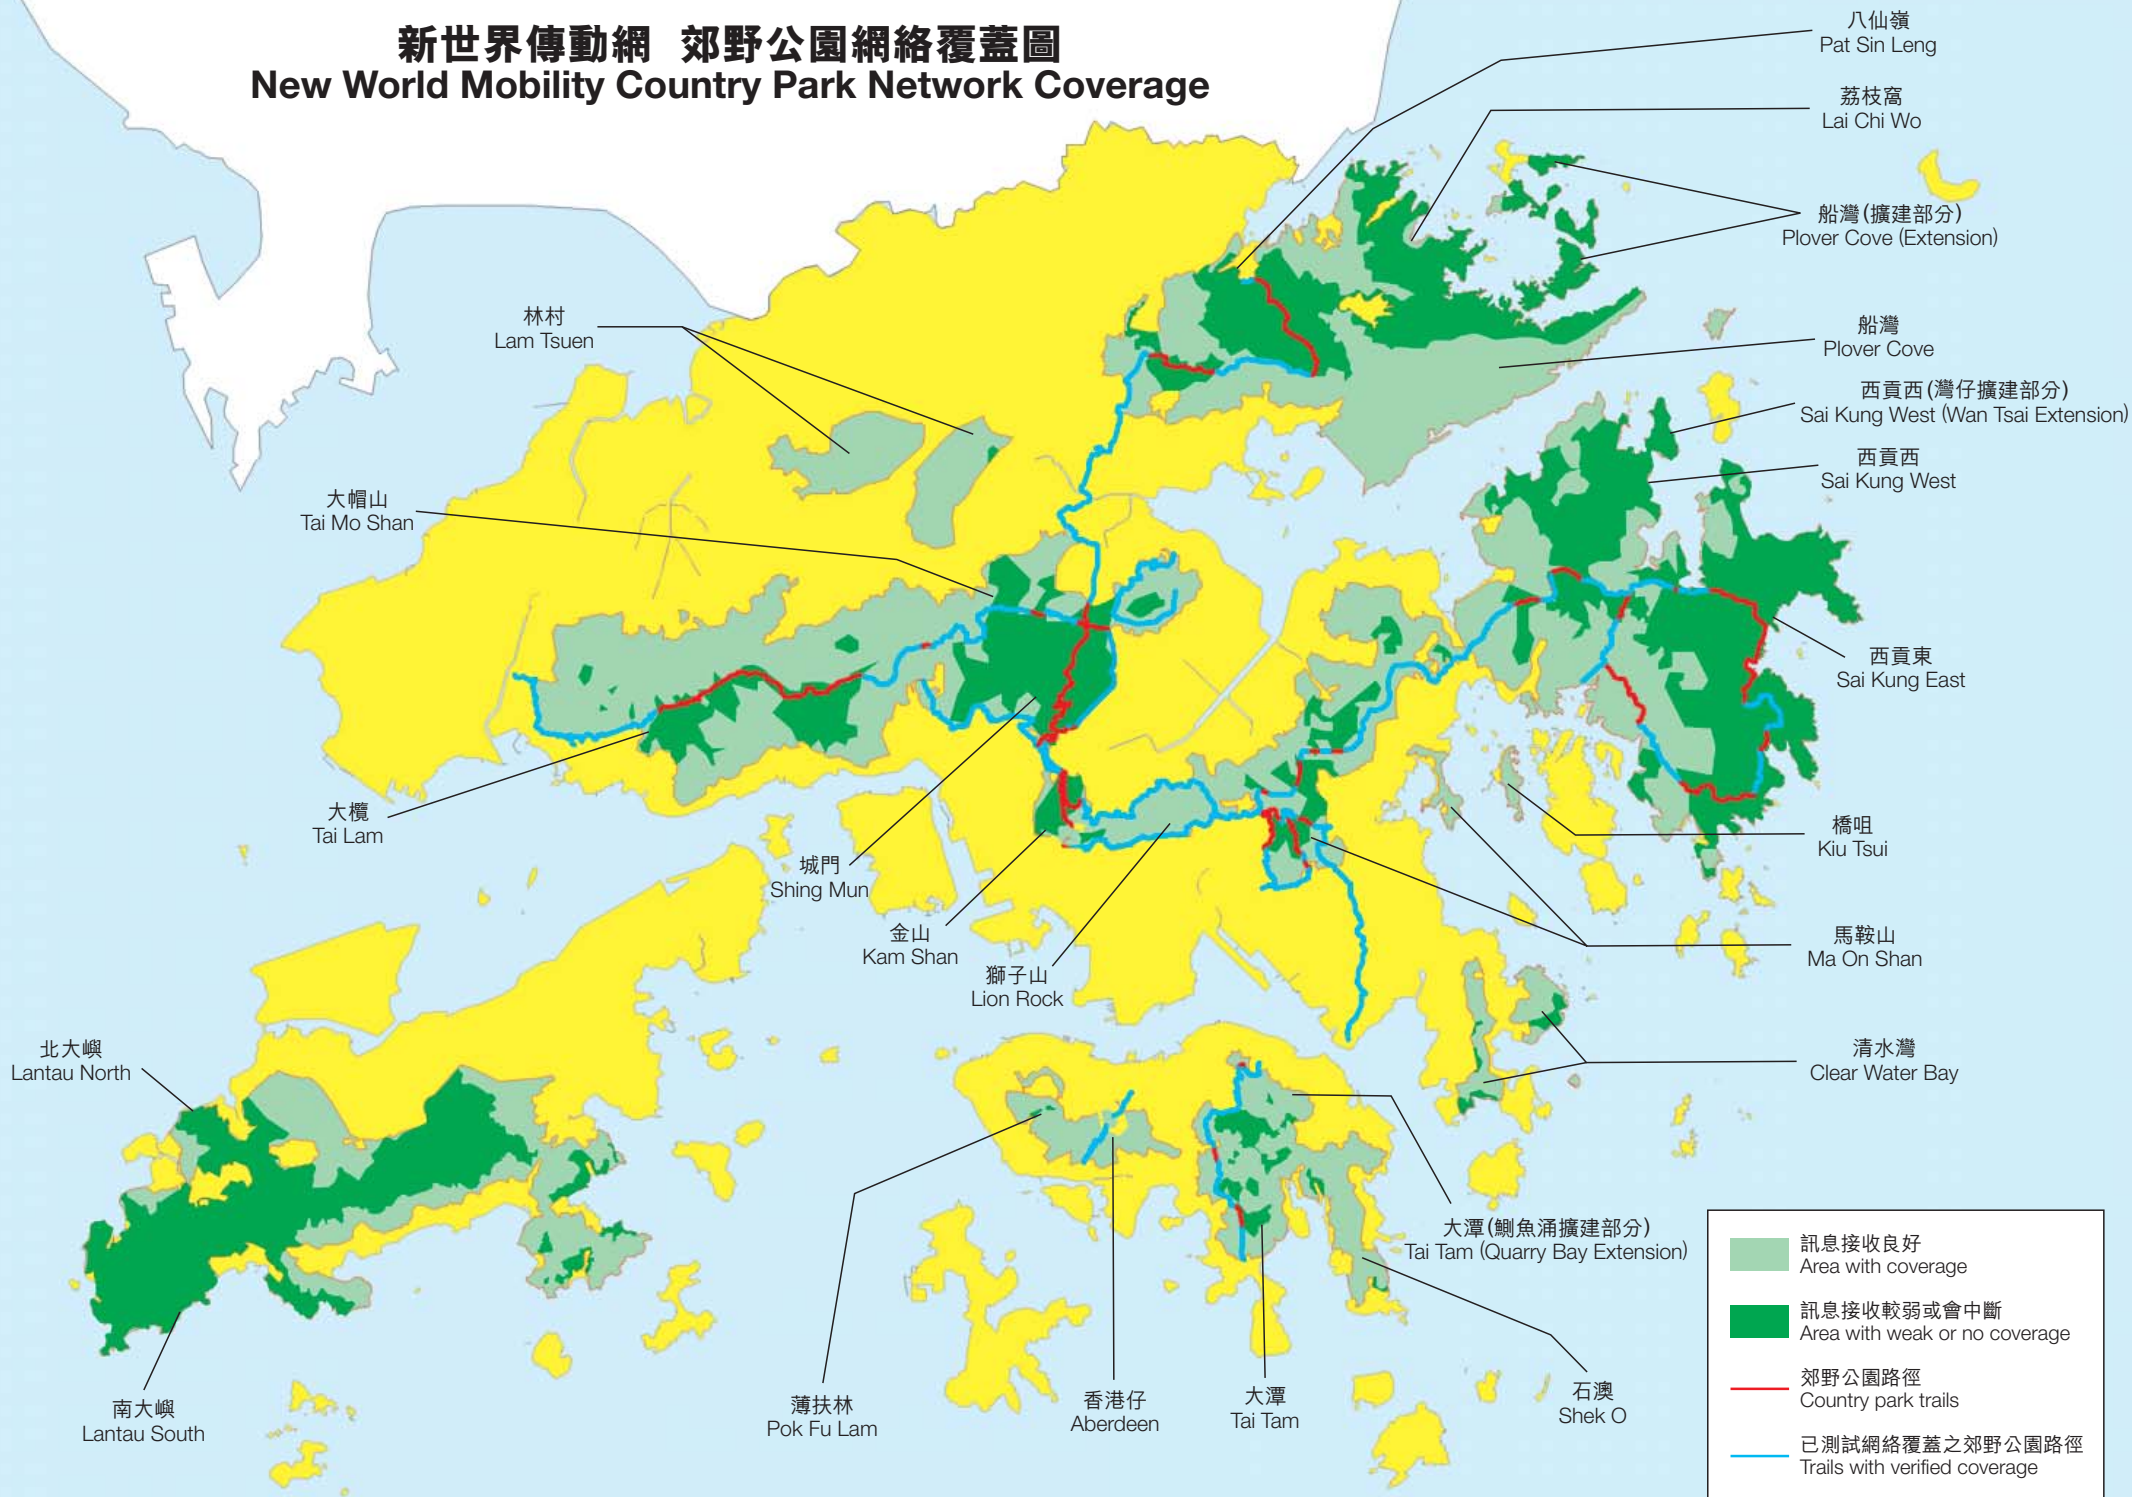 新世界傳動網 郊野公園網絡覆蓋圖
New World Mobility Country Park Network Coverage
八仙嶺
Pat Sin Leng
荔枝窩
Lai Chi Wo
船灣(擴建部分)
Plover Cove (Extension)
林村
Lam Tsuen
船灣
Plover Cove
西貢西(灣仔擴建部分)
Sai Kung West (Wan Tsai Extension)
西貢西
Sai Kung West
大帽山
Tai Mo Shan
西貢東
Sai Kung East
大欖
Tai Lam
橋咀
Kiu Tsui
城門
Shing Mun
金山
Kam Shan
獅子山
Lion Rock
馬鞍山
Ma On Shan
北大嶼
Lantau North
清水灣
Clear Water Bay
大潭(鰂魚涌擴建部分)
Tai Tam (Quarry Bay Extension)
南大嶼
Lantau South
薄扶林
Pok Fu Lam
香港仔
Aberdeen
大潭
Tai Tam
石澳
Shek O
訊息接收良好
Area with coverage
訊息接收較弱或會中斷
Area with weak or no coverage
郊野公園路徑
Country park trails
已測試網絡覆蓋之郊野公園路徑
Trails with verified coverage